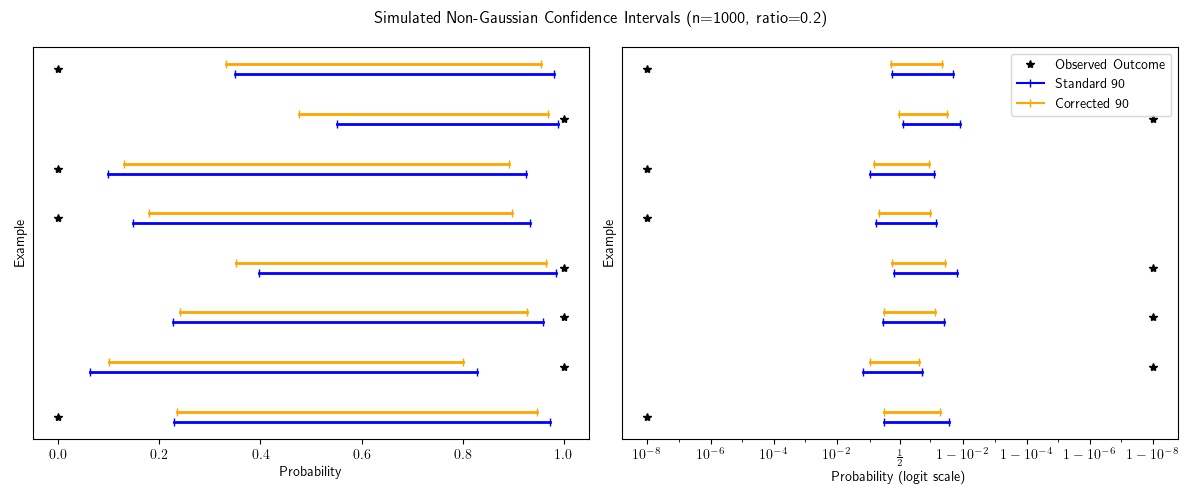 Simulated Non-Gaussian Confidence Intervals (n=1000, ratio=0.2)
Example
0.0 0.2 0.4 0.6 0.8 1.0
Probability
Example
Observed Outcome
Standard 90
Corrected 90
10⁻⁸ 10⁻⁶ 10⁻⁴ 10⁻² 1/2 1 − 10⁻² 1 − 10⁻⁴ 1 − 10⁻⁶ 1 − 10⁻⁸
Probability (logit scale)